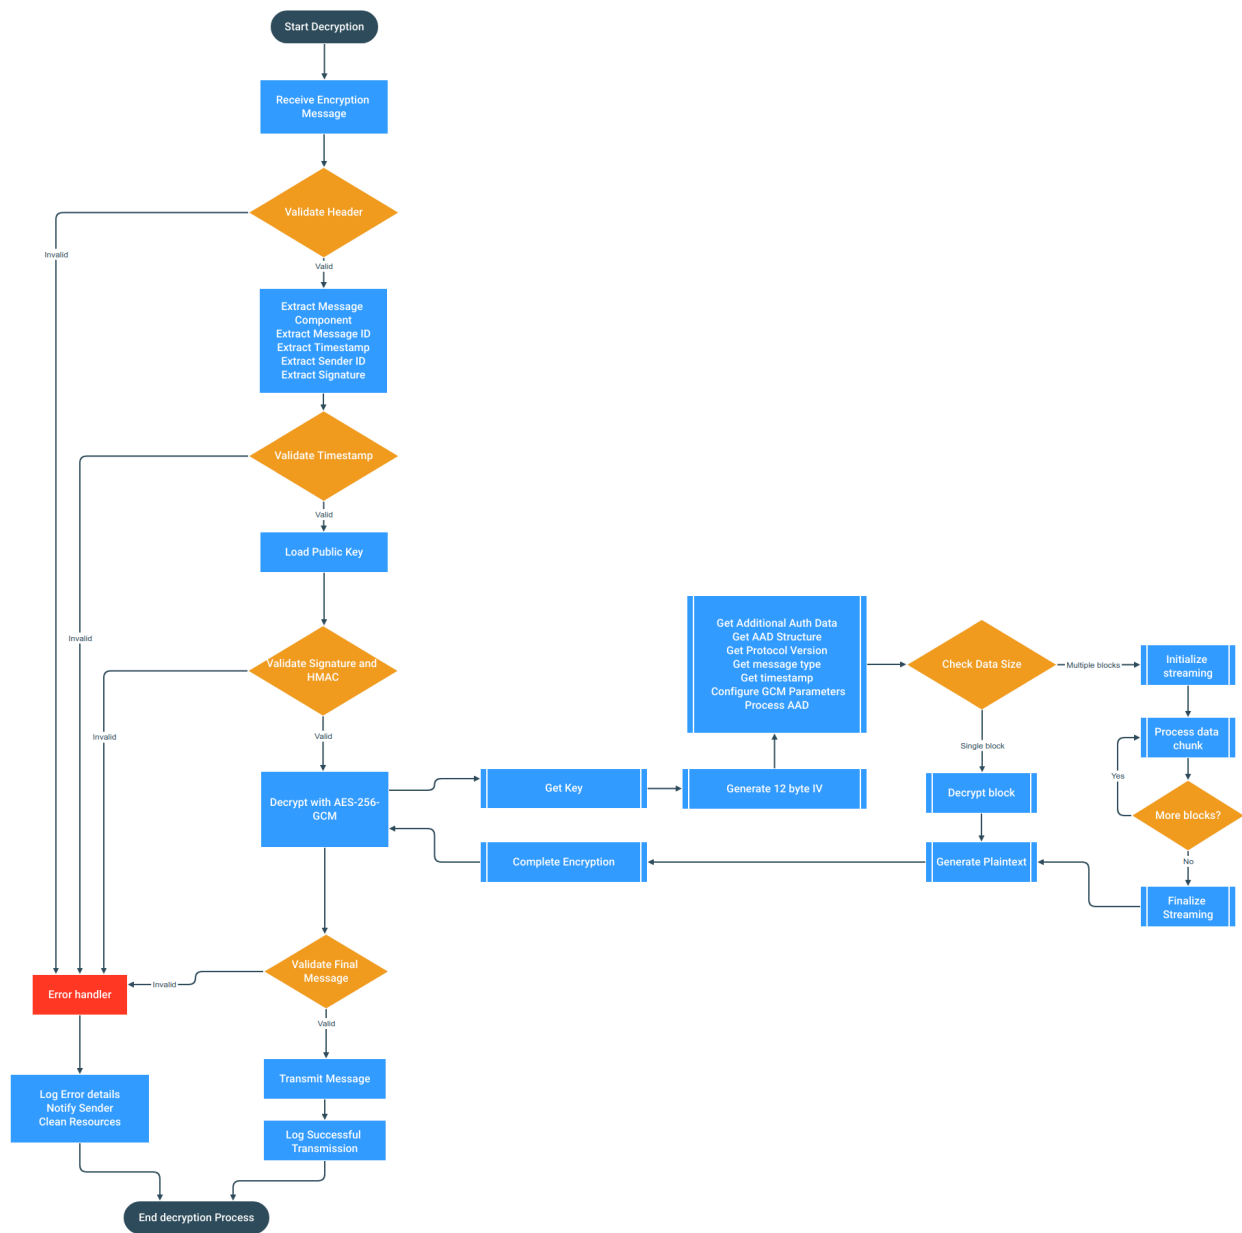 Start Decryption
Receive Encryption
Message
Validate Header
Invalid
Valid
Extract Message
Component
Extract Message ID
Extract Timestamp
Extract Sender ID
Extract Signature
Validate Timestamp
Valid
Load Public Key
Invalid
Validate Signature and
HMAC
Invalid
Valid
Decrypt with AES-256-
GCM
Get Key
Generate 12 byte IV
Get Additional Auth Data
Get AAD Structure
Get Protocol Version
Get message type
Get timestamp
Configure GCM Parameters
Process AAD
Check Data Size
Multiple blocks
Initialize
streaming
Process data
chunk
Single block
Yes
Decrypt block
More blocks?
No
Finalize
Streaming
Generate Plaintext
Complete Encryption
Validate Final
Message
Invalid
Error handler
Valid
Transmit Message
Log Error details
Notify Sender
Clean Resources
Log Successful
Transmission
End decryption Process